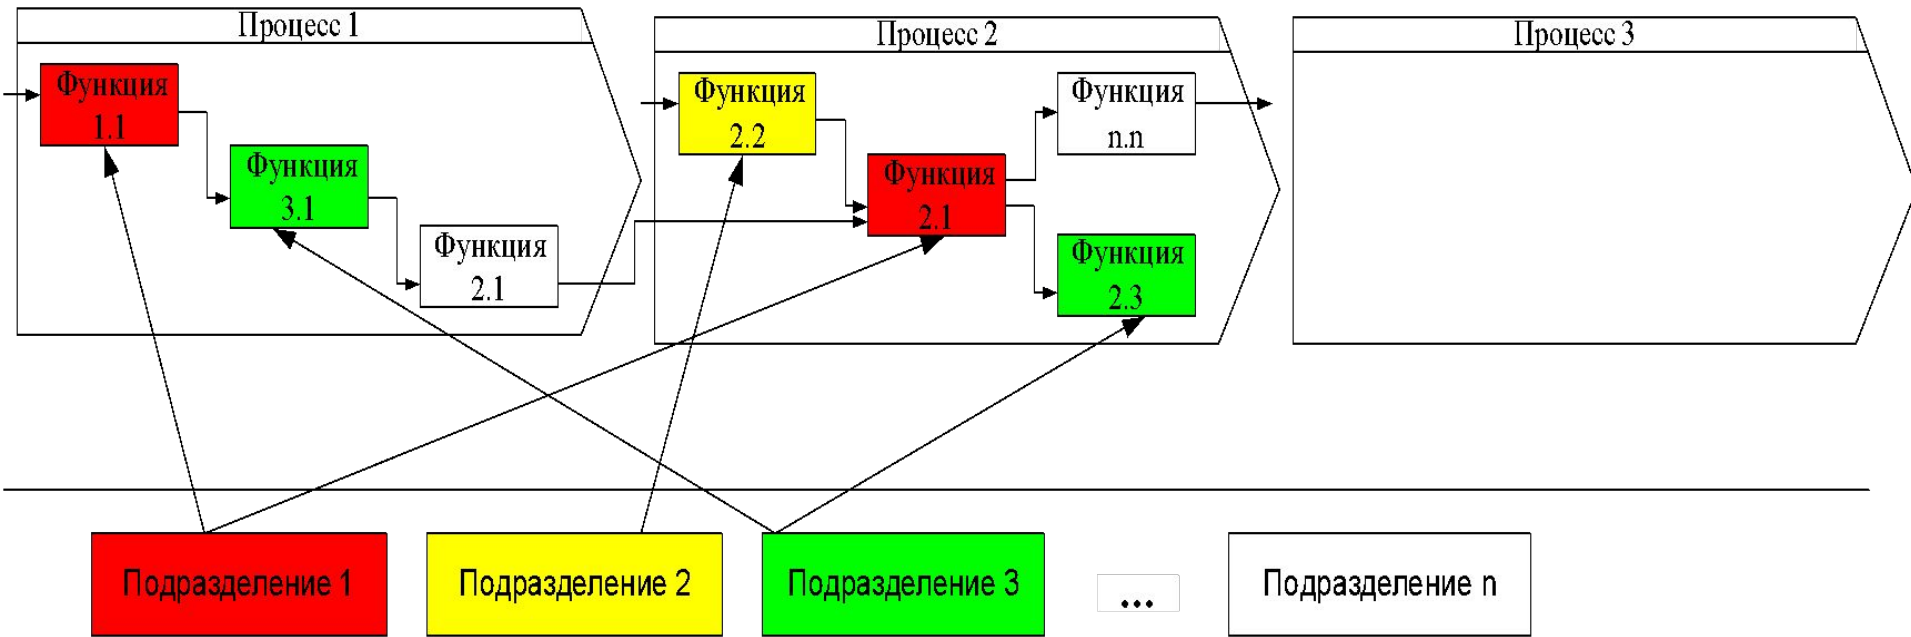 Процесс 1
Процесс 2
Процесс 3
Функция
1.1
Функция
3.1
Функция
2.1
Функция
2.2
Функция
2.1
Функция
n.n
Функция
2.3
Подразделение 1
Подразделение 2
Подразделение 3
...
Подразделение n